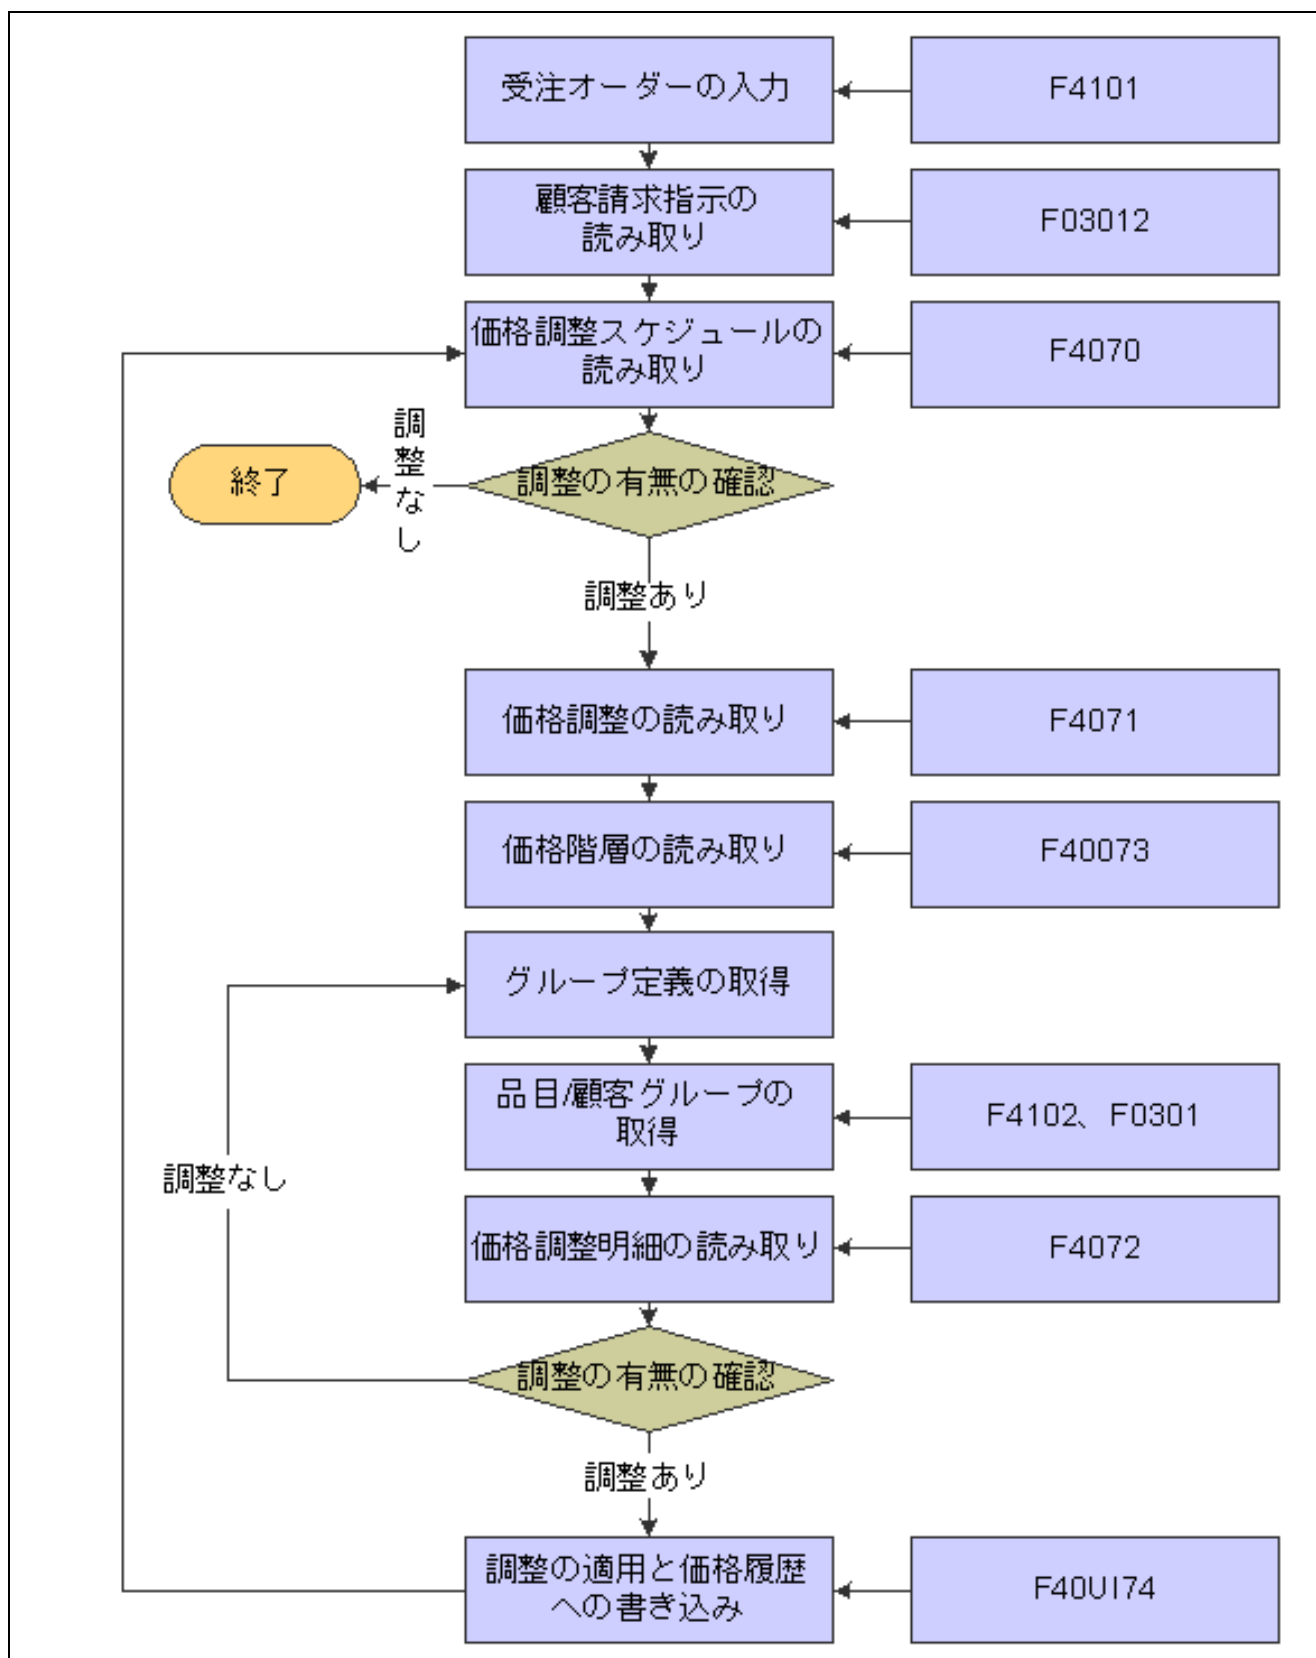 受注オーダーの入力
F4101
顧客請求指示の
読み取り
F03012
価格調整スケジュールの
読み取り
F4070
調
整
な
し
終了
調整の有無の確認
調整あり
価格調整の読み取り
F4071
価格階層の読み取り
F40073
グループ定義の取得
品目/顧客グループの
取得
F4102、F0301
調整なし
価格調整明細の読み取り
F4072
調整の有無の確認
調整あり
調整の適用と価格履歴
への書き込み
F40UI74